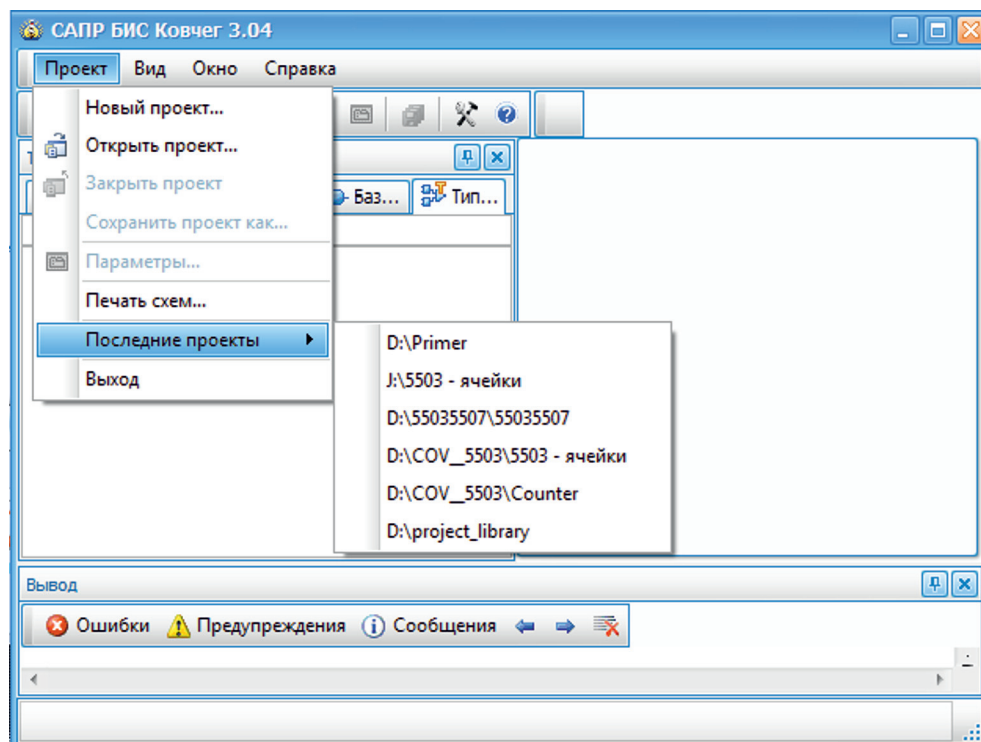 САПР БИС Ковчег 3.04
Проект Вид Окно Справка
Новый проект...
Открыть проект...
Закрыть проект
Сохранить проект как...
Параметры...
Печать схем...
Последние проекты
Выход
Баз... Тип...
D:\Primer
J:\5503 - ячейки
D:\55035507\55035507
D:\COV__5503\5503 - ячейки
D:\COV__5503\Counter
D:\project_library
Вывод
Ошибки Предупреждения Сообщения